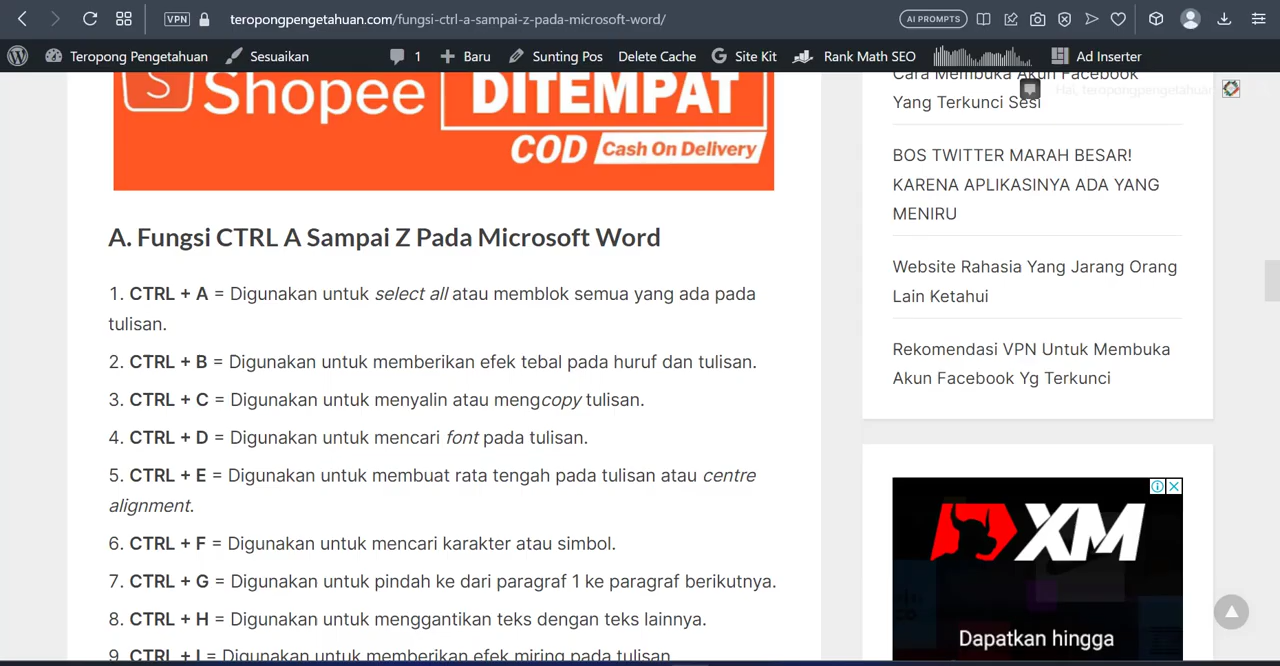 VPN teropongpengetahuan.com/fungsi-ctrl-a-sampai-z-pada-microsoft-word/ AI PROMPTS
Teropong Pengetahuan Sesuaikan 1 Baru Sunting Pos Delete Cache Site Kit Rank Math SEO Ad Inserter
Hai, teropongpengetahuan
Shopee DITEMPAT
COD Cash On Delivery
A. Fungsi CTRL A Sampai Z Pada Microsoft Word
1. CTRL + A = Digunakan untuk select all atau memblok semua yang ada pada
tulisan.
2. CTRL + B = Digunakan untuk memberikan efek tebal pada huruf dan tulisan.
3. CTRL + C = Digunakan untuk menyalin atau mengcopy tulisan.
4. CTRL + D = Digunakan untuk mencari font pada tulisan.
5. CTRL + E = Digunakan untuk membuat rata tengah pada tulisan atau centre
alignment.
6. CTRL + F = Digunakan untuk mencari karakter atau simbol.
7. CTRL + G = Digunakan untuk pindah ke dari paragraf 1 ke paragraf berikutnya.
8. CTRL + H = Digunakan untuk menggantikan teks dengan teks lainnya.
9. CTRL + I = Digunakan untuk memberikan efek miring pada tulisan
Cara Membuka Akun Facebook
Yang Terkunci Sesi
BOS TWITTER MARAH BESAR!
KARENA APLIKASINYA ADA YANG
MENIRU
Website Rahasia Yang Jarang Orang
Lain Ketahui
Rekomendasi VPN Untuk Membuka
Akun Facebook Yg Terkunci
XM
Dapatkan hingga